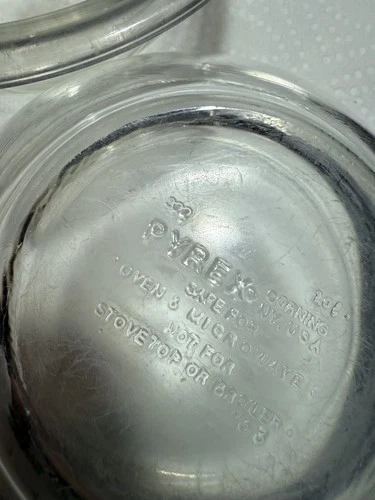 PYREX®
CORNING
N.Y. USA
SAFE FOR
OVEN & MICROWAVE
NOT FOR
STOVETOP OR BROILER